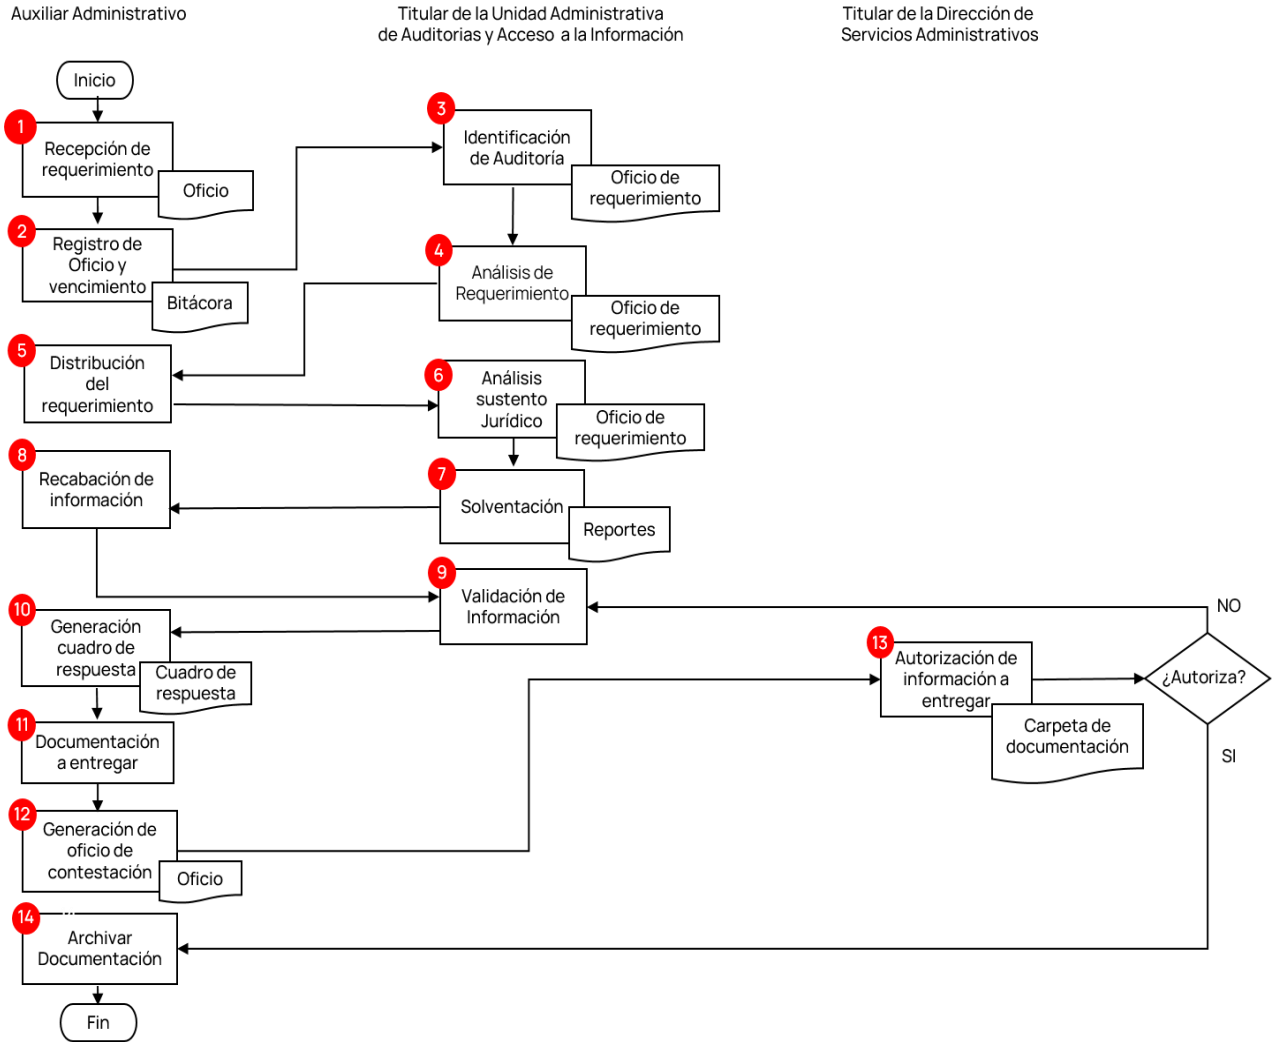 Auxiliar Administrativo
Titular de la Unidad Administrativa
de Auditorias y Acceso a la Información
Titular de la Dirección de
Servicios Administrativos
Inicio
1
Recepción de
requerimiento
Oficio
2
Registro de
Oficio y
vencimiento
Bitácora
3
Identificación
de Auditoría
Oficio de
requerimiento
4
Análisis de
Requerimiento
Oficio de
requerimiento
5
Distribución
del
requerimiento
6
Análisis
sustento
Jurídico
Oficio de
requerimiento
7
Solventación
Reportes
8
Recabación de
información
9
Validación de
Información
10
Generación
cuadro de
respuesta
Cuadro de
respuesta
11
Documentación
a entregar
12
Generación de
oficio de
contestación
Oficio
13
Autorización de
información a
entregar
Carpeta de
documentación
¿Autoriza?
NO
SI
14
Archivar
Documentación
Fin